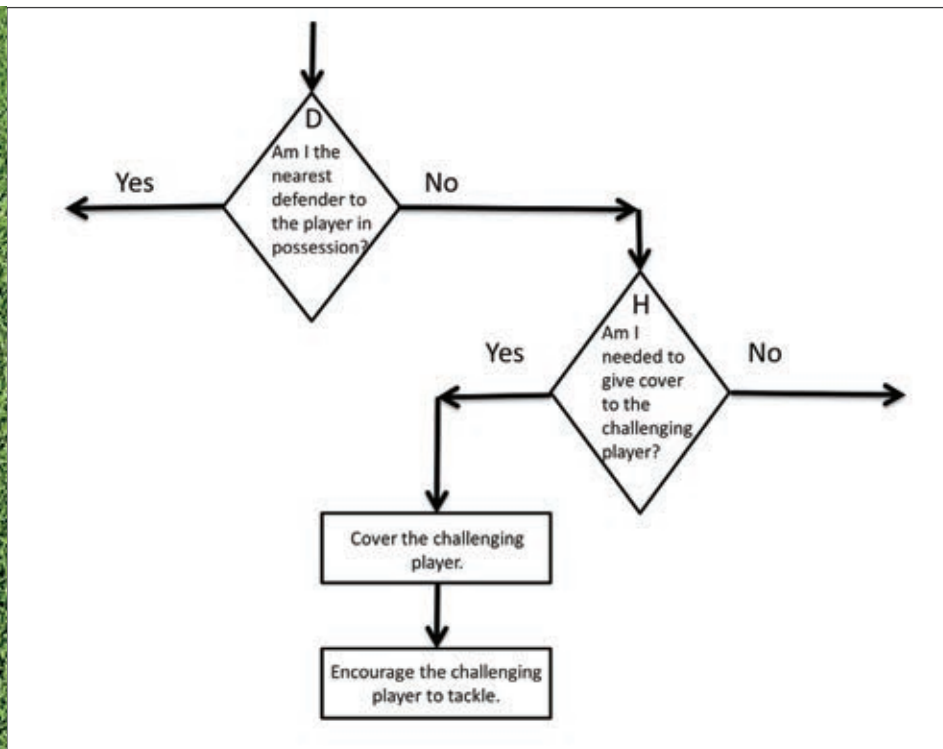 D
Am I the
nearest
defender to
the player in
possession?
Yes
No
H
Am I
needed to
give cover
to the
challenging
player?
Yes
No
Cover the challenging
player.
Encourage the challenging
player to tackle.